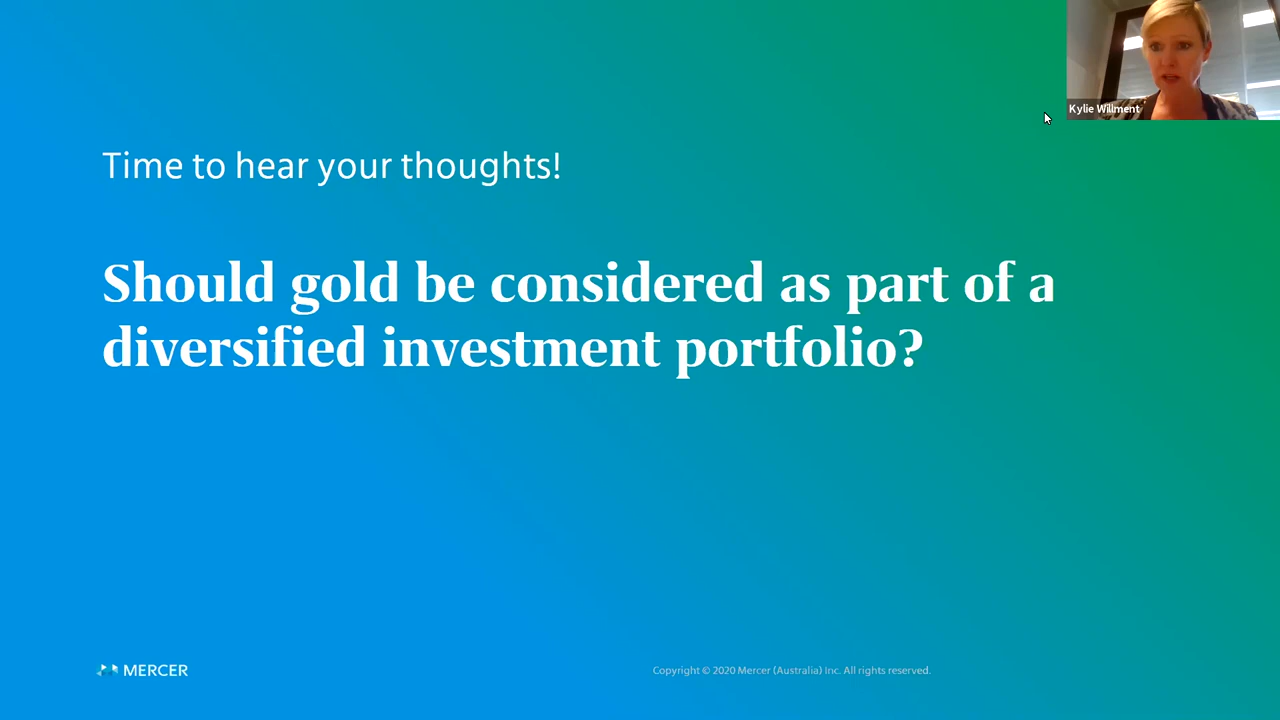 Kylie Willment
Time to hear your thoughts!
Should gold be considered as part of a
diversified investment portfolio?
MERCER
Copyright © 2020 Mercer (Australia) Inc. All rights reserved.